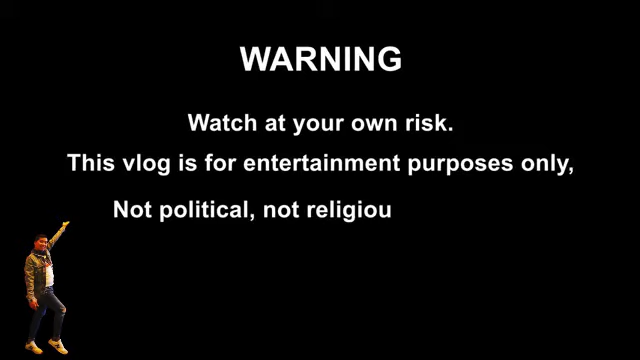 WARNING
Watch at your own risk.
This vlog is for entertainment purposes only,
Not political, not religiou